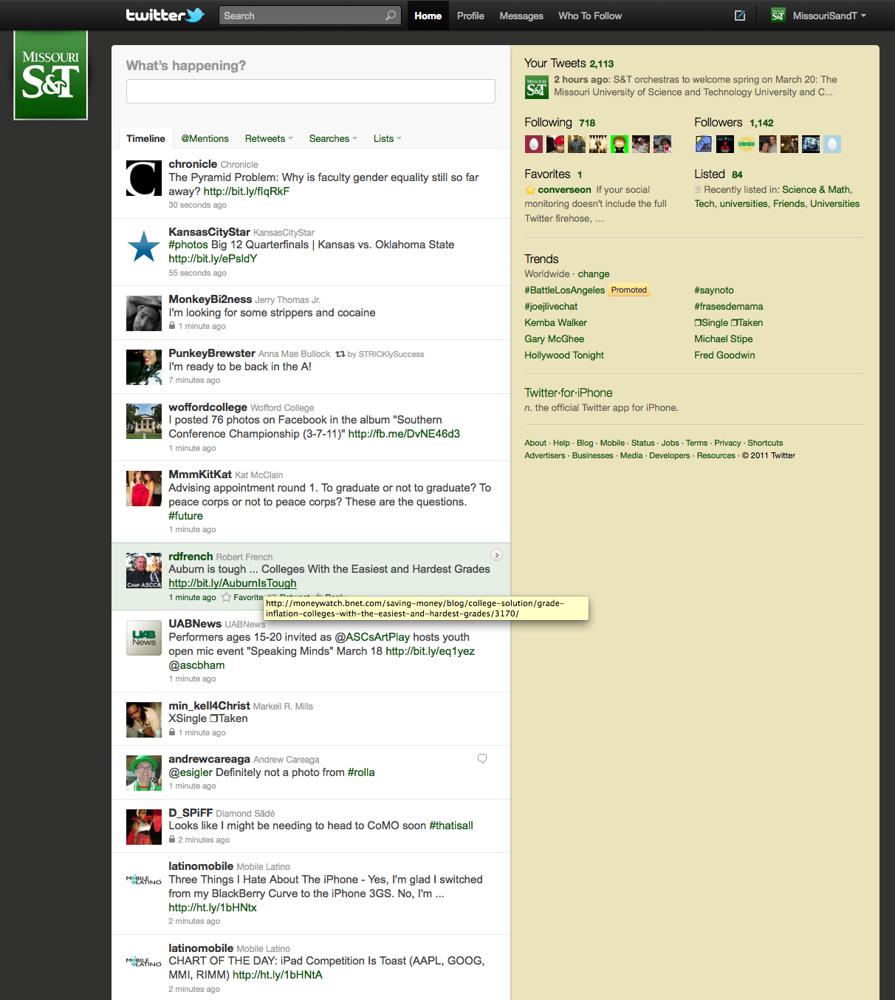 twitter
Search
Home
Profile
Messages
Who To Follow
MissouriSandT
MISSOURI
S&T
What's happening?
Timeline
@Mentions
Retweets
Searches
Lists
chronicle Chronicle
The Pyramid Problem: Why is faculty gender equality still so far
away? http://bit.ly/flqRkF
30 seconds ago
KansasCityStar KansasCityStar
#photos Big 12 Quarterfinals | Kansas vs. Oklahoma State
http://bit.ly/ePsldY
55 seconds ago
MonkeyBi2ness Jerry Thomas Jr.
I'm looking for some strippers and cocaine
1 minute ago
PunkeyBrewster Anna Mae Bullock by STRICKlySuccess
I'm ready to be back in the A!
7 minutes ago
woffordcollege Wofford College
I posted 76 photos on Facebook in the album "Southern
Conference Championship (3-7-11)" http://fb.me/DvNE46d3
1 minute ago
MmmKitKat Kat McClain
Advising appointment round 1. To graduate or not to graduate? To
peace corps or not to peace corps? These are the questions.
#future
1 minute ago
CAMP ASCCA
rdfrench Robert French
Auburn is tough ... Colleges With the Easiest and Hardest Grades
http://bit.ly/AuburnIsTough
1 minute ago Favorite Retweet Reply
http://moneywatch.bnet.com/saving-money/blog/college-solution/grade-
inflation-colleges-with-the-easiest-and-hardest-grades/3170/
UAB
News
UABNews UABNews
Performers ages 15-20 invited as @ASCsArtPlay hosts youth
open mic event "Speaking Minds" March 18 http://bit.ly/eq1yez
@ascbham
1 minute ago
min_kell4Christ Markell R. Mills
XSingle ❒Taken
1 minute ago
andrewcareaga Andrew Careaga
@esigler Definitely not a photo from #rolla
1 minute ago
D_SPiFF Diamond Sãdé
Looks like I might be needing to head to CoMO soon #thatisall
2 minutes ago
MOBILE
LATINO
latinomobile Mobile Latino
Three Things I Hate About The iPhone - Yes, I'm glad I switched
from my BlackBerry Curve to the iPhone 3GS. No, I'm ...
http://ht.ly/1bHNtx
2 minutes ago
MOBILE
LATINO
latinomobile Mobile Latino
CHART OF THE DAY: iPad Competition Is Toast (AAPL, GOOG,
MMI, RIMM) http://ht.ly/1bHNtA
2 minutes ago
Your Tweets 2,113
MISSOURI
S&T
2 hours ago: S&T orchestras to welcome spring on March 20: The
Missouri University of Science and Technology University and C...
Following 718
Followers 1,142
Favorites 1
converseon If your social
monitoring doesn't include the full
Twitter firehose, …
Listed 84
Recently listed in: Science & Math,
Tech, universities, Friends, Universities
Trends
Worldwide · change
#BattleLosAngeles Promoted
#joejlivechat
Kemba Walker
Gary McGhee
Hollywood Tonight
#saynoto
#frasesdemama
❒Single ❒Taken
Michael Stipe
Fred Goodwin
Twitter·for·iPhone
n. the official Twitter app for iPhone.
About · Help · Blog · Mobile · Status · Jobs · Terms · Privacy · Shortcuts
Advertisers · Businesses · Media · Developers · Resources · © 2011 Twitter